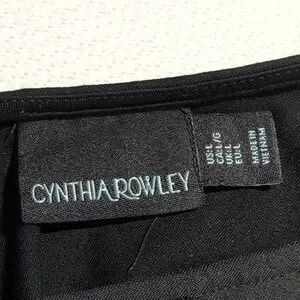 CYNTHIA ROWLEY
US L
CA L/G
UK L
EU L
MADE IN
VIETNAM